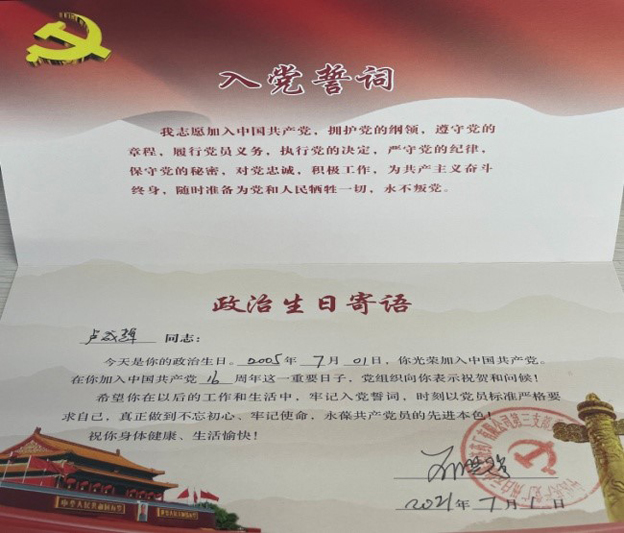 入党誓词
我志愿加入中国共产党，拥护党的纲领，遵守党的
章程，履行党员义务，执行党的决定，严守党的纪律，
保守党的秘密，对党忠诚，积极工作，为共产主义奋斗
终身，随时准备为党和人民牺牲一切，永不叛党。
政治生日寄语
同志：
今天是你的政治生日。2005年7月01日，你光荣加入中国共产党。
在你加入中国共产党16周年这一重要日子，党组织向你表示祝贺和问候！
希望你在以后的工作和生活中，牢记入党誓词，时刻以党员标准严格要
求自己，真正做到不忘初心、牢记使命，永葆共产党员的先进本色！
祝你身体健康、生活愉快！
2021年7月1日